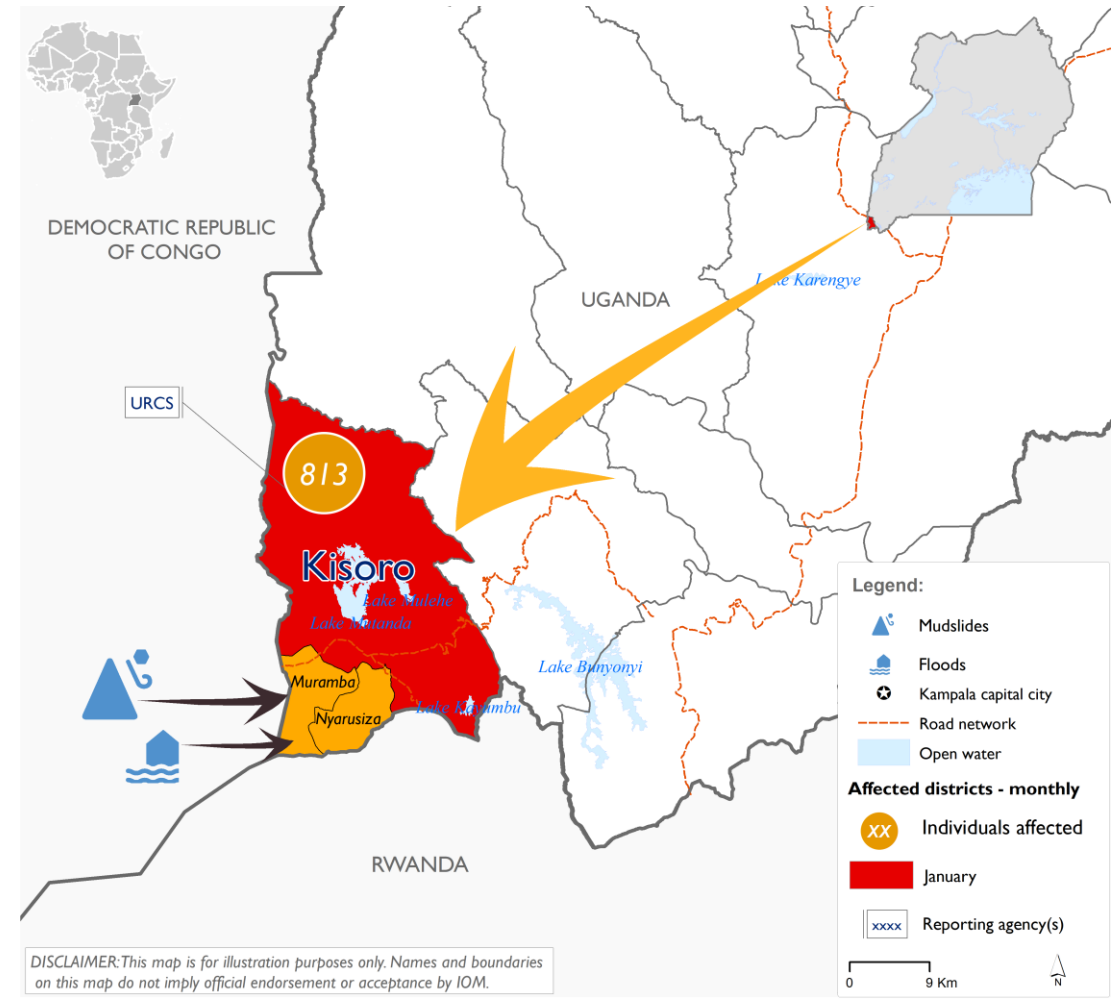 DEMOCRATIC REPUBLIC
OF CONGO
UGANDA
Lake Karengye
URCS
813
Kisoro
Lake Mulehe
Lake Mutanda
Lake Bunyonyi
Muramba
Nyarusiza
Lake Kayumbu
RWANDA
Legend:
Mudslides
Floods
Kampala capital city
Road network
Open water
Affected districts - monthly
XX
Individuals affected
January
xxxx
Reporting agency(s)
0
9 Km
N
DISCLAIMER:This map is for illustration purposes only. Names and boundaries
on this map do not imply official endorsement or acceptance by IOM.